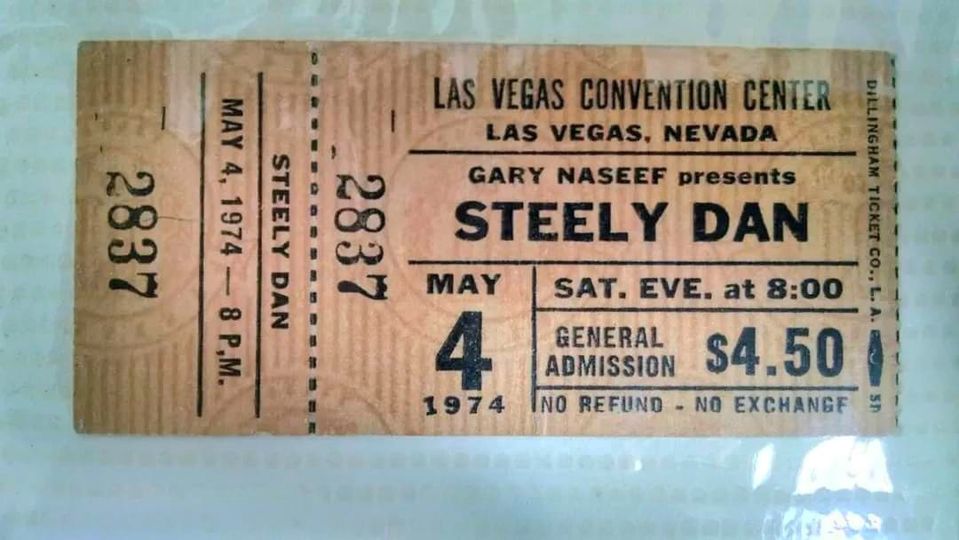 2837
MAY 4, 1974 — 8 P.M.
STEELY DAN
2837
LAS VEGAS CONVENTION CENTER
LAS VEGAS, NEVADA
GARY NASEEF presents
STEELY DAN
MAY
4
1974
SAT. EVE. at 8:00
GENERAL
ADMISSION
$4.50
NO REFUND - NO EXCHANGE
DILLINGHAM TICKET CO., L.A.